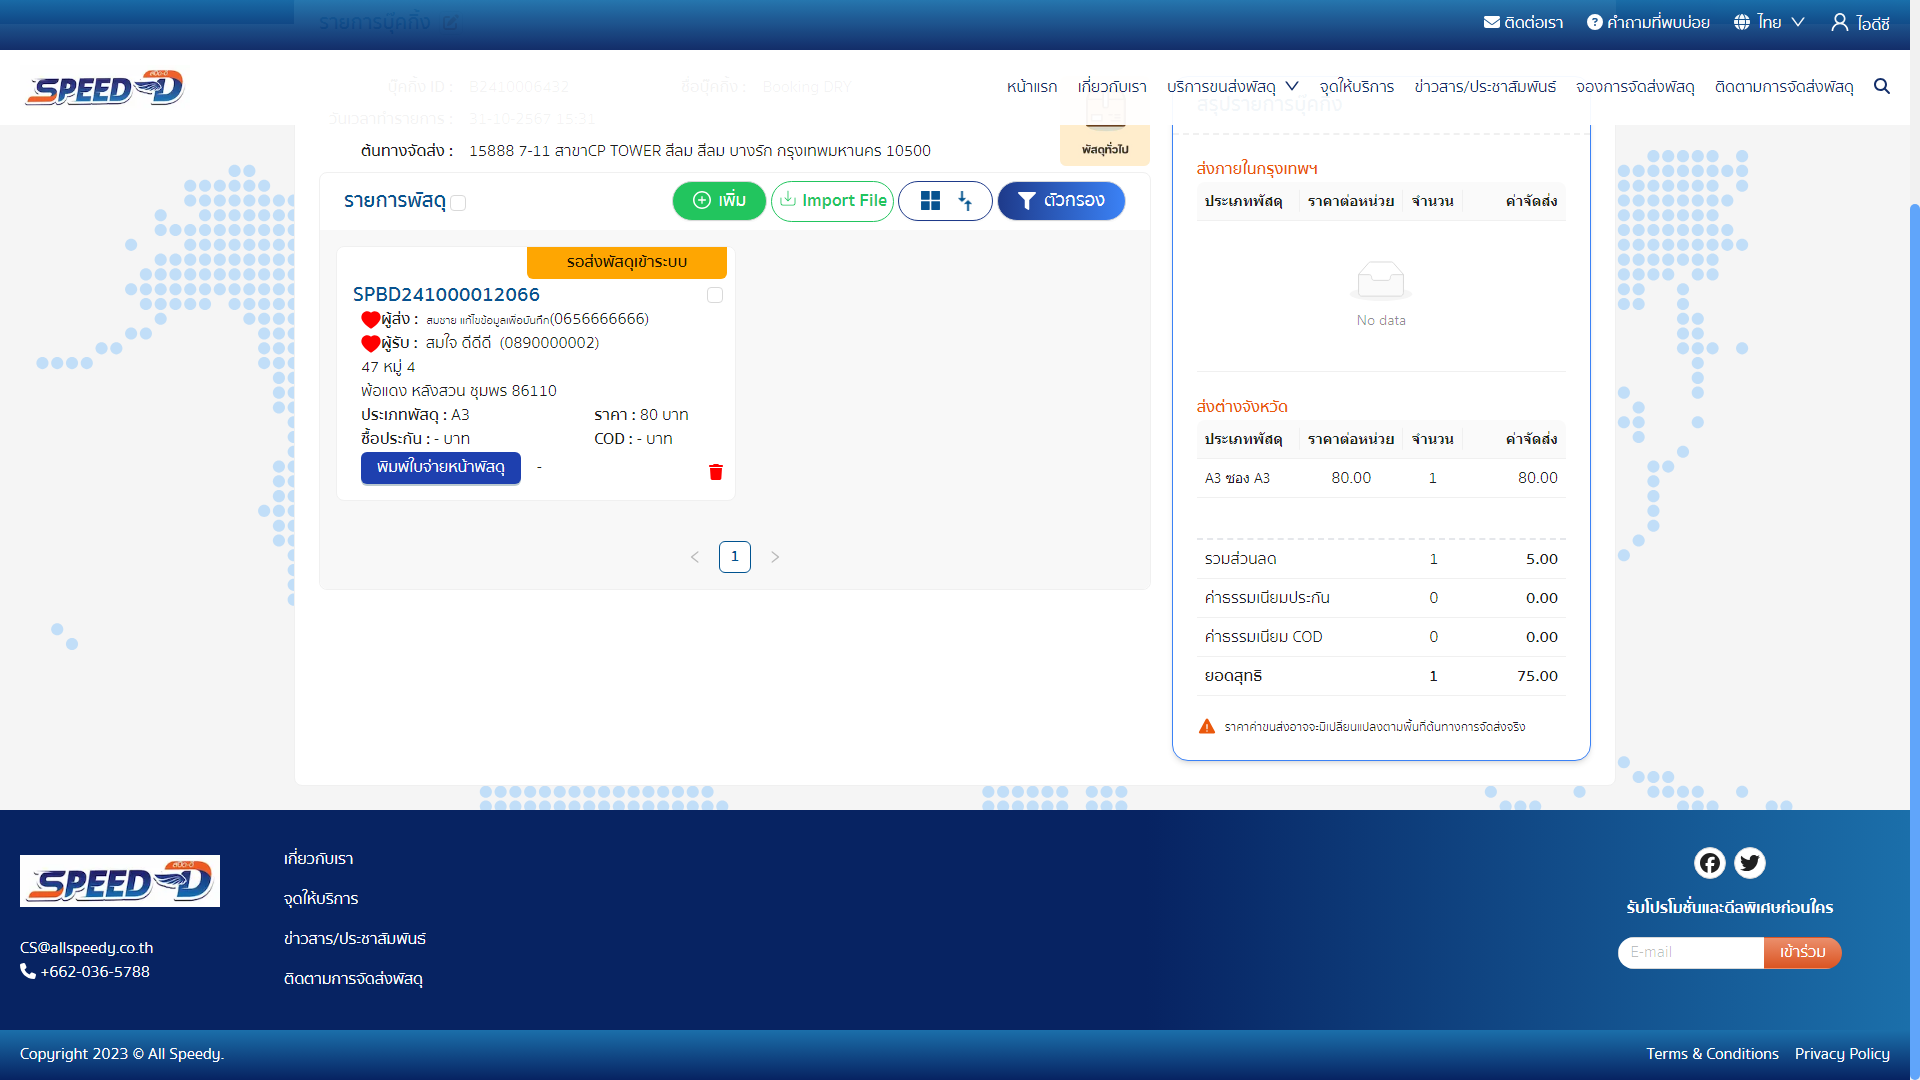 รายการบุ๊คกิ้ง
ติดต่อเรา
คำถามที่พบบ่อย
ไทย
ไอดีซี
สปีด-ดี
SPEED D
หน้าแรก
เกี่ยวกับเรา
บริการขนส่งพัสดุ
จุดให้บริการ
ข่าวสาร/ประชาสัมพันธ์
จองการจัดส่งพัสดุ
ติดตามการจัดส่งพัสดุ
บุ๊คกิ้ง ID : B2410006432
ชื่อบุ๊คกิ้ง : Booking DRY
วันเวลาทำรายการ : 31-10-2567 15:31
ต้นทางจัดส่ง : 15888 7-11 สาขาCP TOWER สีลม สีลม บางรัก กรุงเทพมหานคร 10500
พัสดุทั่วไป
สรุปรายการบุ๊คกิ้ง
รายการพัสดุ
เพิ่ม
Import File
ตัวกรอง
รอส่งพัสดุเข้าระบบ
SPBD241000012066
ผู้ส่ง : สมชาย แก้ไขข้อมูลเพื่อบันทึก(0656666666)
ผู้รับ : สมใจ ดีดีดี (0890000002)
47 หมู่ 4
พ้อแดง หลังสวน ชุมพร 86110
ประเภทพัสดุ : A3
ราคา : 80 บาท
ซื้อประกัน : - บาท
COD : - บาท
พิมพ์ใบจ่ายหน้าพัสดุ
-
1
ส่งภายในกรุงเทพฯ
ประเภทพัสดุ ราคาต่อหน่วย จำนวน ค่าจัดส่ง
No data
ส่งต่างจังหวัด
ประเภทพัสดุ ราคาต่อหน่วย จำนวน ค่าจัดส่ง
A3 ซอง A3 80.00 1 80.00
รวมส่วนลด 1 5.00
ค่าธรรมเนียมประกัน 0 0.00
ค่าธรรมเนียม COD 0 0.00
ยอดสุทธิ 1 75.00
ราคาค่าขนส่งอาจจะมีเปลี่ยนแปลงตามพื้นที่ต้นทางการจัดส่งจริง
สปีด-ดี
SPEED D
CS@allspeedy.co.th
+662-036-5788
เกี่ยวกับเรา
จุดให้บริการ
ข่าวสาร/ประชาสัมพันธ์
ติดตามการจัดส่งพัสดุ
รับโปรโมชั่นและดีลพิเศษก่อนใคร
E-mail
เข้าร่วม
Copyright 2023 © All Speedy.
Terms & Conditions
Privacy Policy